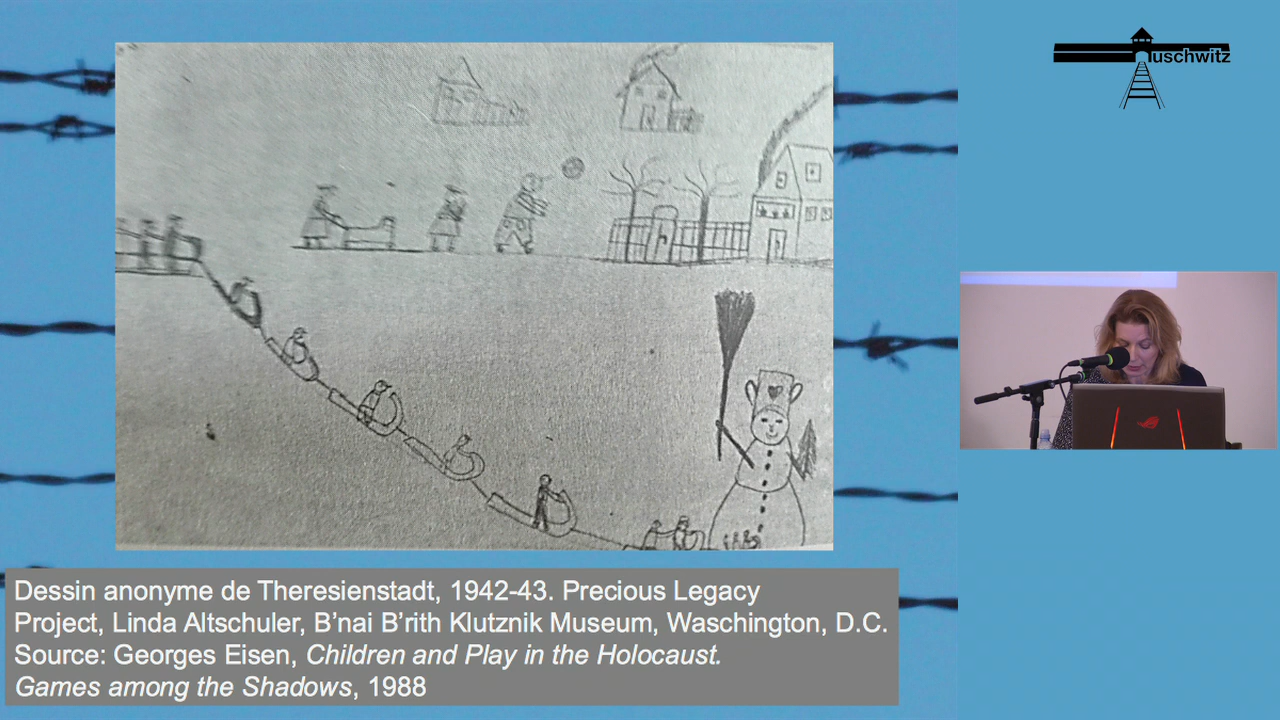 Auschwitz
Dessin anonyme de Theresienstadt, 1942-43. Precious Legacy
Project, Linda Altschuler, B'nai B'rith Klutznik Museum, Waschington, D.C.
Source: Georges Eisen, Children and Play in the Holocaust.
Games among the Shadows, 1988